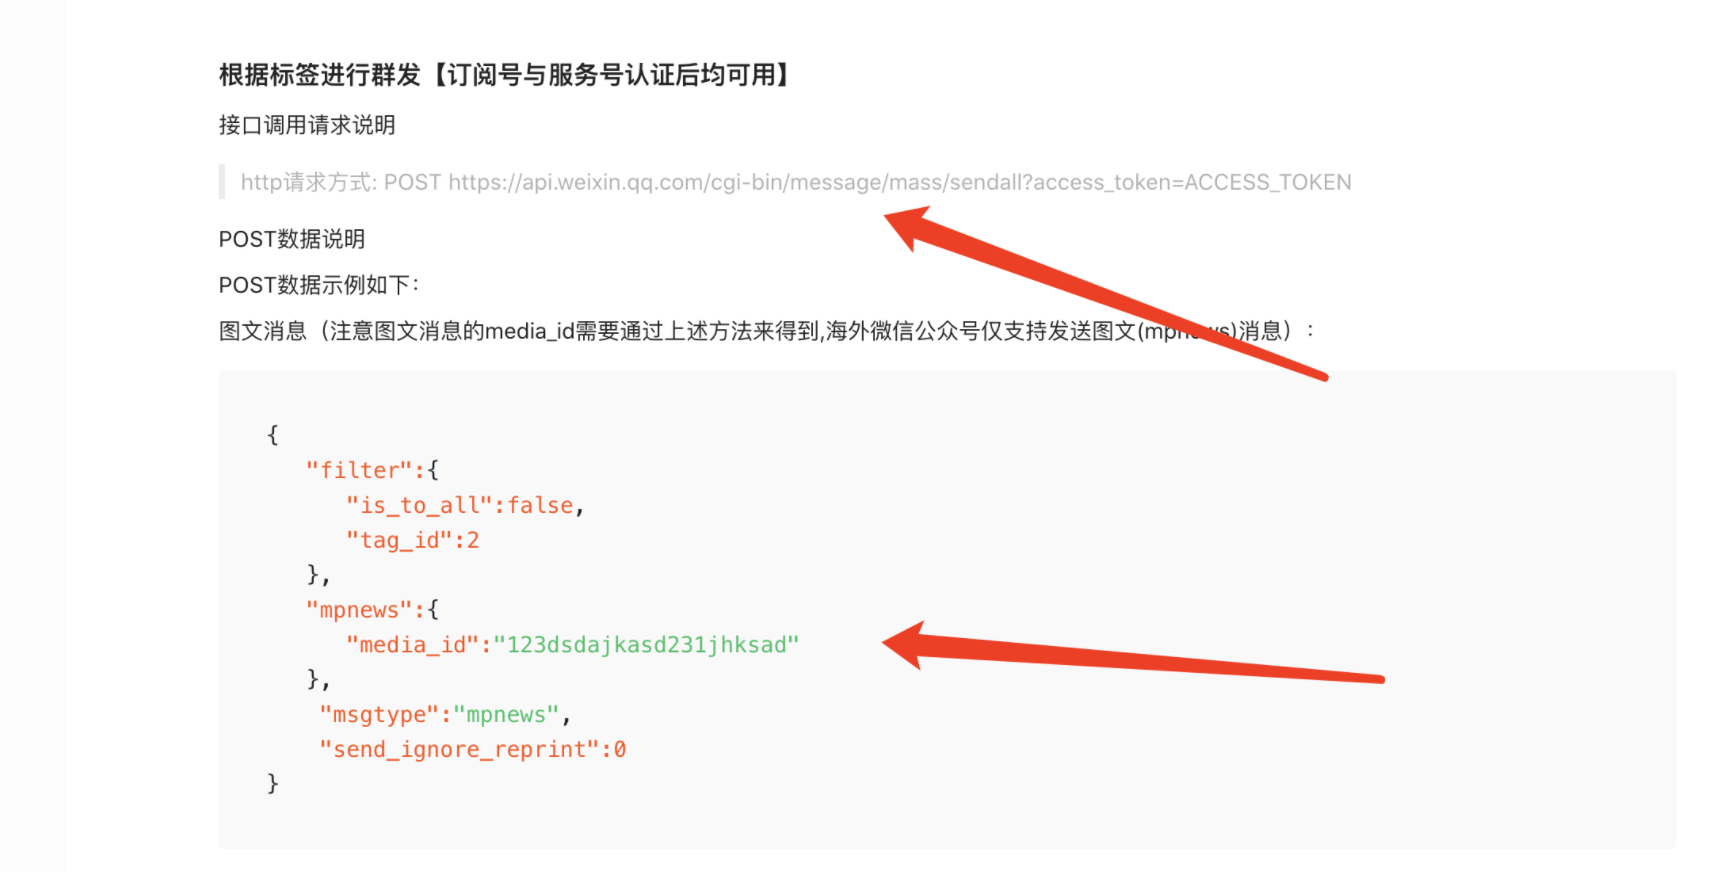 根据标签进行群发【订阅号与服务号认证后均可用】
接口调用请求说明
http请求方式: POST https://api.weixin.qq.com/cgi-bin/message/mass/sendall?access_token=ACCESS_TOKEN
POST数据说明
POST数据示例如下：
图文消息（注意图文消息的media_id需要通过上述方法来得到,海外微信公众号仅支持发送图文(mpnews)消息）：
{
"filter":{
"is_to_all":false,
"tag_id":2
},
"mpnews":{
"media_id":"123dsdajkasd231jhksad"
},
"msgtype":"mpnews",
"send_ignore_reprint":0
}